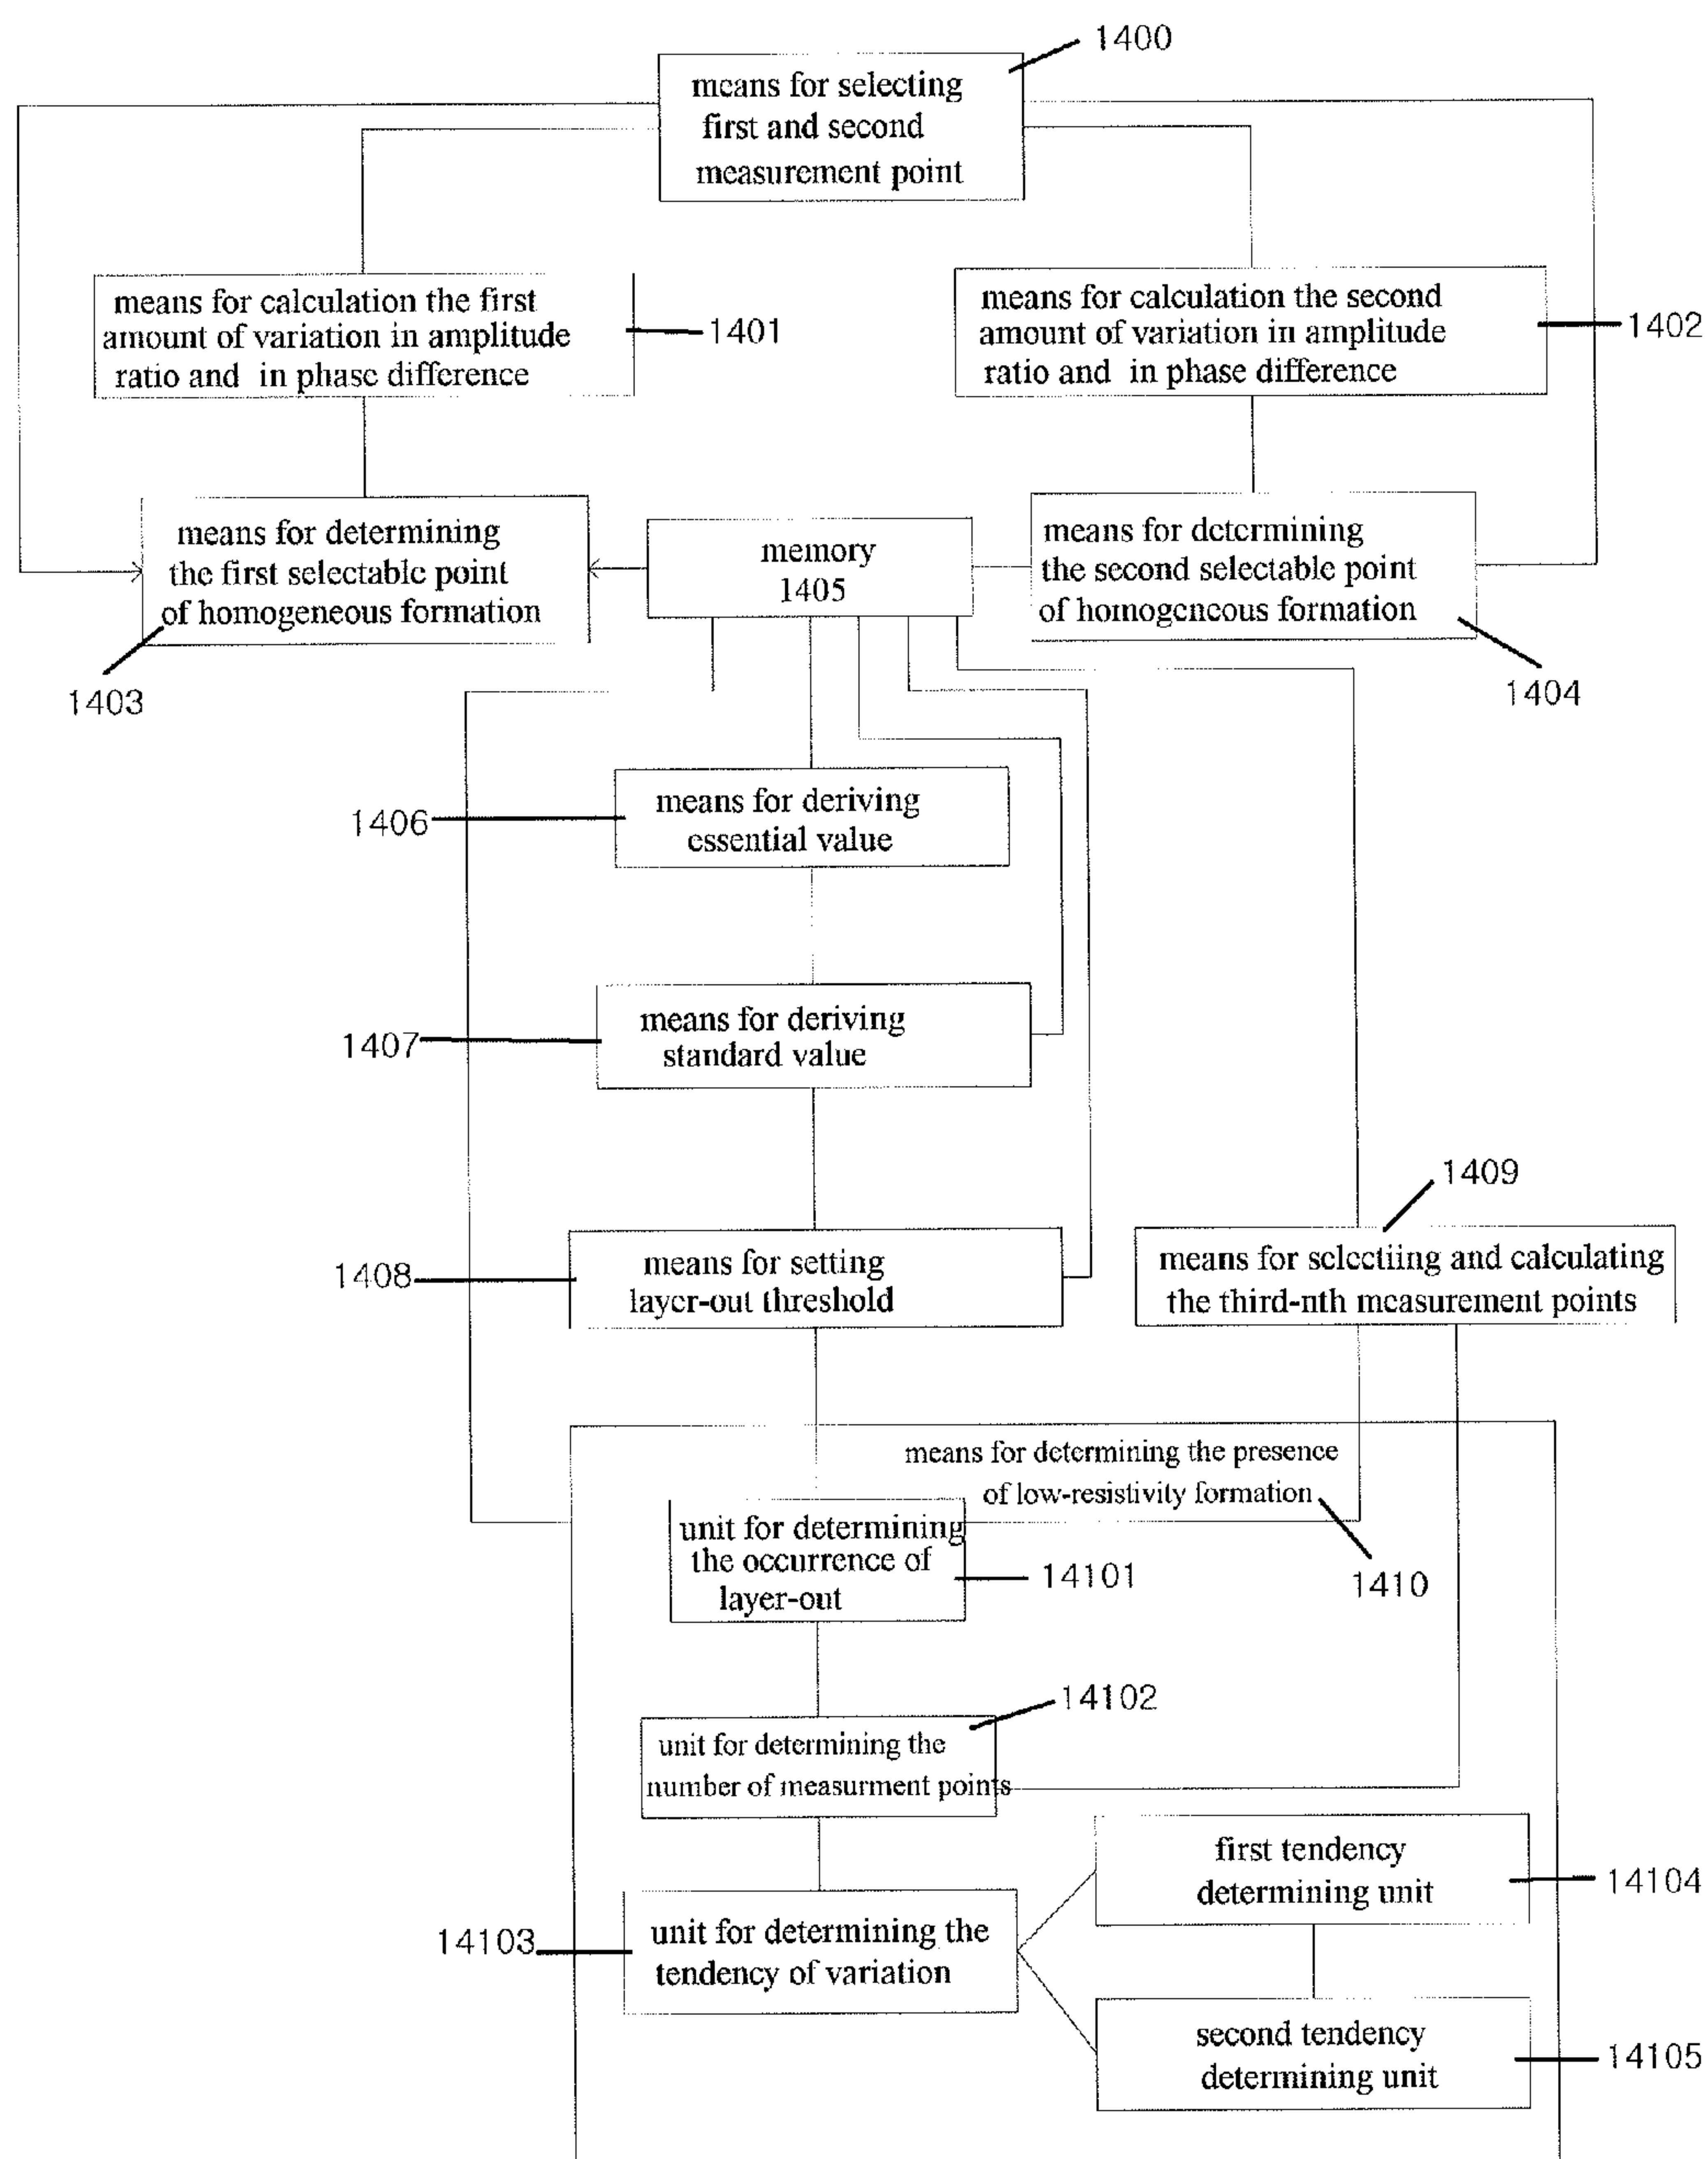 1400
means for selecting
first and second
measurement point
means for calculation the first
amount of variation in amplitude
ratio and in phase difference
1401
means for calculation the second
amount of variation in amplitude
ratio and in phase difference
1402
means for determining
the first selectable point
of homogeneous formation
1403
memory
1405
means for determining
the second selectable point
of homogeneous formation
1404
means for deriving
essential value
1406
means for deriving
standard value
1407
1409
means for setting
layer-out threshold
1408
means for selectiing and calculating
the third-nth measurement points
means for determining the presence
of low-resistivity formation
1410
unit for determining
the occurrence of
layer-out
14101
14102
unit for determining the
number of measurment points
first tendency
determining unit
14104
14103
unit for determining the
tendency of variation
second tendency
determining unit
14105